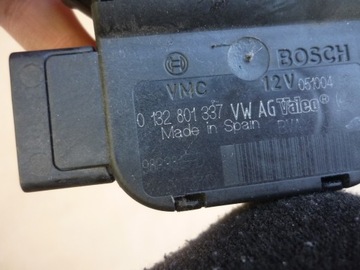 BOSCH
VMC 12V 051004
0 132 801 337 VW AG Valeo
Made in Spain